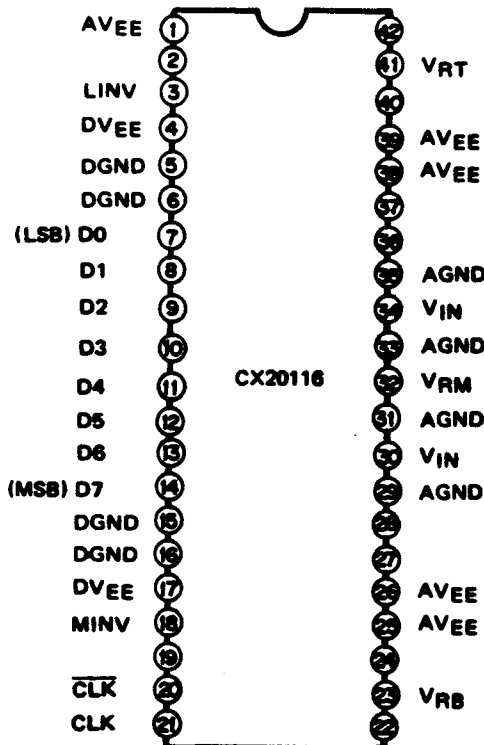 AVEE 1 42
2 41 VRT
LINV 3 40
DVEE 4 39 AVEE
DGND 5 38 AVEE
DGND 6 37
(LSB) D0 7 36
D1 8 35 AGND
D2 9 34 VIN
D3 10 33 AGND
CX20116
D4 11 32 VRM
D5 12 31 AGND
D6 13 30 VIN
(MSB) D7 14 29 AGND
DGND 15 28
DGND 16 27
DVEE 17 26 AVEE
MINV 18 25 AVEE
19 24
CLK 20 23 VRB
CLK 21 22